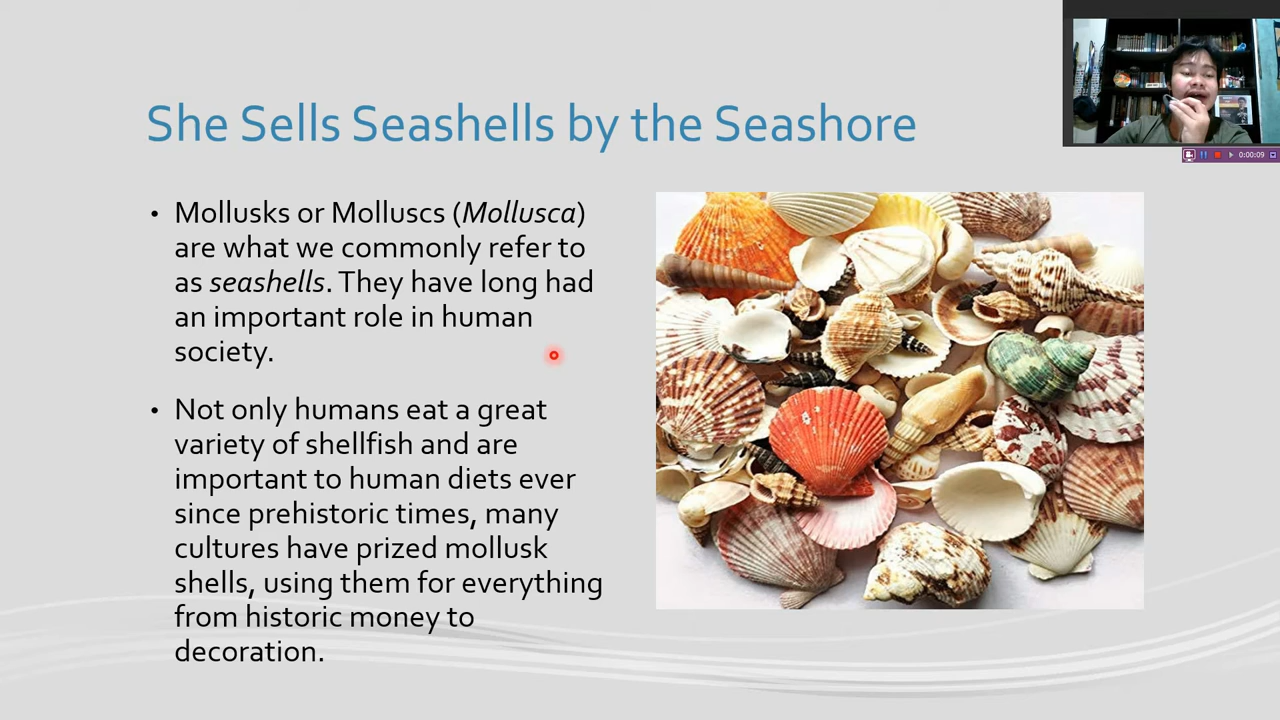 She Sells Seashells by the Seashore
• Mollusks or Molluscs (Mollusca)
are what we commonly refer to
as seashells. They have long had
an important role in human
society.
• Not only humans eat a great
variety of shellfish and are
important to human diets ever
since prehistoric times, many
cultures have prized mollusk
shells, using them for everything
from historic money to
decoration.
0:00:09